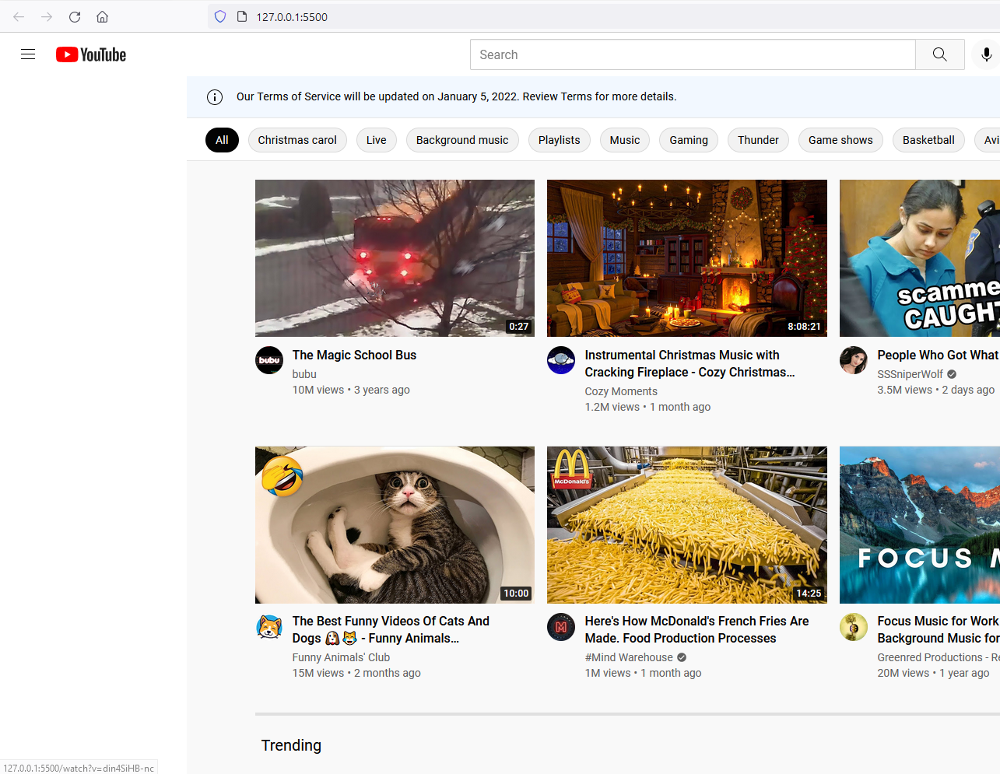 127.0.0.1:5500
YouTube
Search
Our Terms of Service will be updated on January 5, 2022. Review Terms for more details.
All Christmas carol Live Background music Playlists Music Gaming Thunder Game shows Basketball Avi
scamme
CAUGHT
0:27 8:08:21
bubu
The Magic School Bus
bubu
10M views • 3 years ago
Instrumental Christmas Music with
Cracking Fireplace - Cozy Christmas...
Cozy Moments
1.2M views • 1 month ago
People Who Got What
SSSniperWolf
3.5M views • 2 days ago
McDonald's
FOCUS M
10:00 14:25
The Best Funny Videos Of Cats And
Dogs 🐶😹 - Funny Animals...
Funny Animals' Club
15M views • 2 months ago
M
Here's How McDonald's French Fries Are
Made. Food Production Processes
#Mind Warehouse
1M views • 1 month ago
Focus Music for Work
Background Music for
Greenred Productions - Re
20M views • 1 year ago
Trending
127.0.0.1:5500/watch?v=din4SiHB-nc